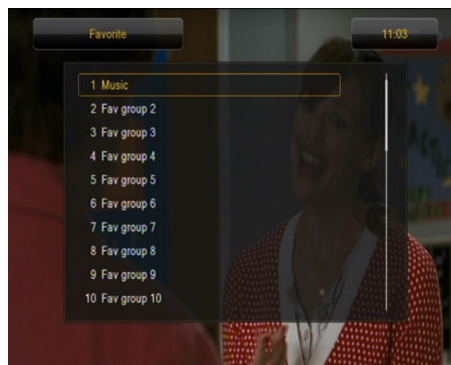 Favorite
11:03
1 Music
2 Fav group 2
3 Fav group 3
4 Fav group 4
5 Fav group 5
6 Fav group 6
7 Fav group 7
8 Fav group 8
9 Fav group 9
10 Fav group 10